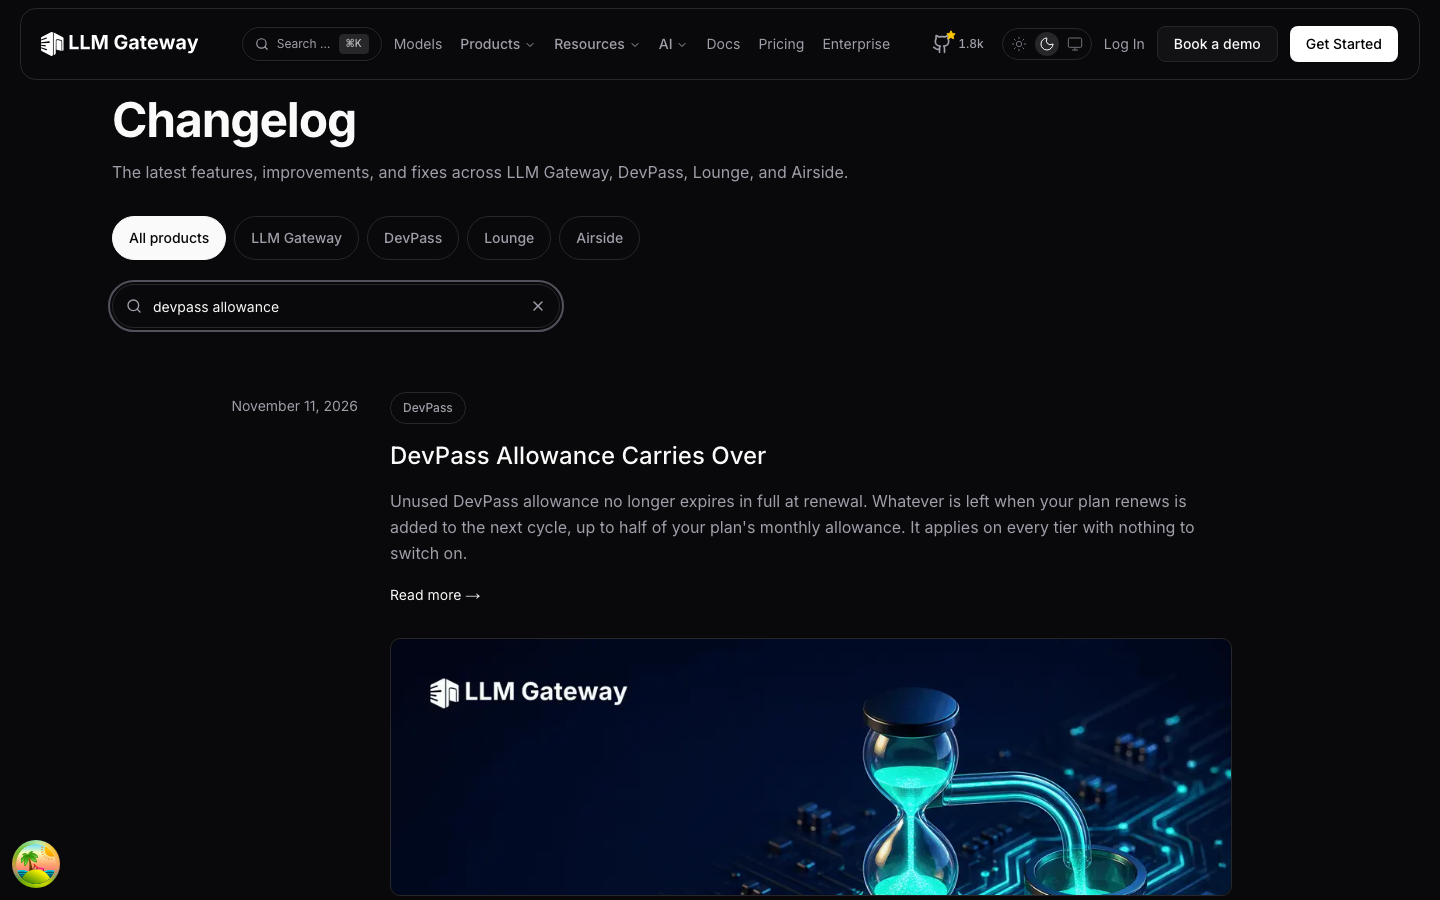 LLM Gateway
Search ...
⌘K
Models
Products
Resources
AI
Docs
Pricing
Enterprise
1.8k
Log In
Book a demo
Get Started
Changelog
The latest features, improvements, and fixes across LLM Gateway, DevPass, Lounge, and Airside.
All products
LLM Gateway
DevPass
Lounge
Airside
devpass allowance
November 11, 2026
DevPass
DevPass Allowance Carries Over
Unused DevPass allowance no longer expires in full at renewal. Whatever is left when your plan renews is
added to the next cycle, up to half of your plan's monthly allowance. It applies on every tier with nothing to
switch on.
Read more →
LLM Gateway